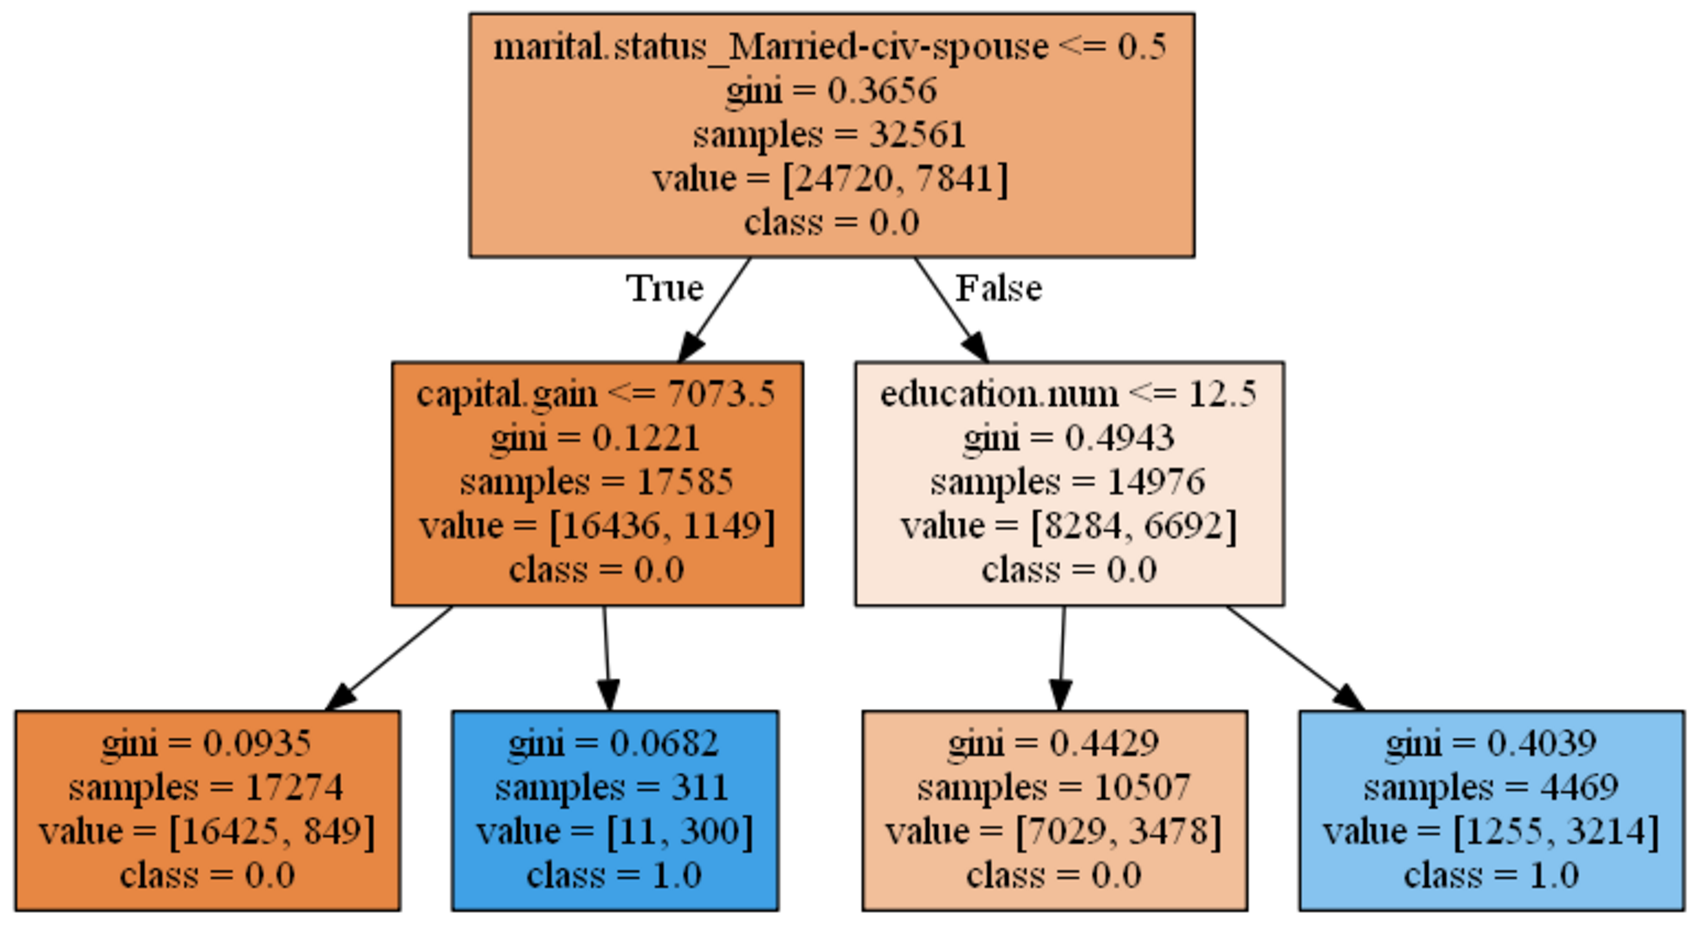 marital.status_Married-civ-spouse <= 0.5
gini = 0.3656
samples = 32561
value = [24720, 7841]
class = 0.0
True
False
capital.gain <= 7073.5
gini = 0.1221
samples = 17585
value = [16436, 1149]
class = 0.0
education.num <= 12.5
gini = 0.4943
samples = 14976
value = [8284, 6692]
class = 0.0
gini = 0.0935
samples = 17274
value = [16425, 849]
class = 0.0
gini = 0.0682
samples = 311
value = [11, 300]
class = 1.0
gini = 0.4429
samples = 10507
value = [7029, 3478]
class = 0.0
gini = 0.4039
samples = 4469
value = [1255, 3214]
class = 1.0